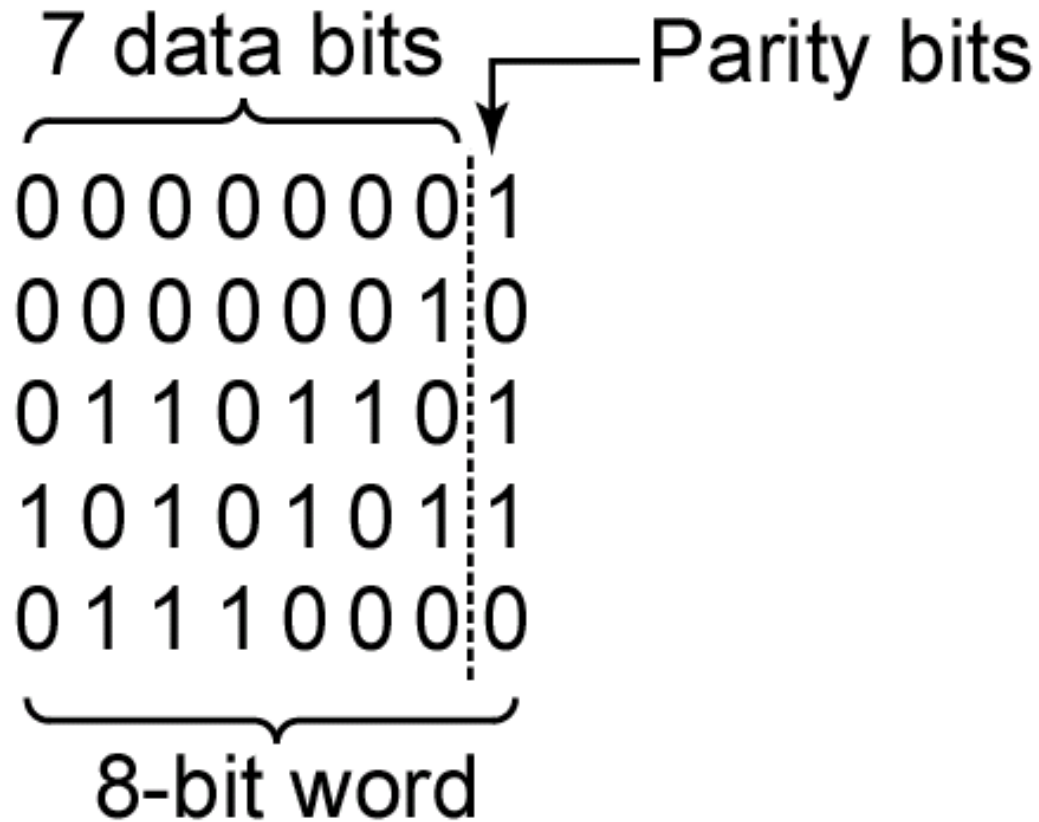 7 data bits Parity bits
0 0 0 0 0 0 0 1
0 0 0 0 0 0 1 0
0 1 1 0 1 1 0 1
1 0 1 0 1 0 1 1
0 1 1 1 0 0 0 0
8-bit word